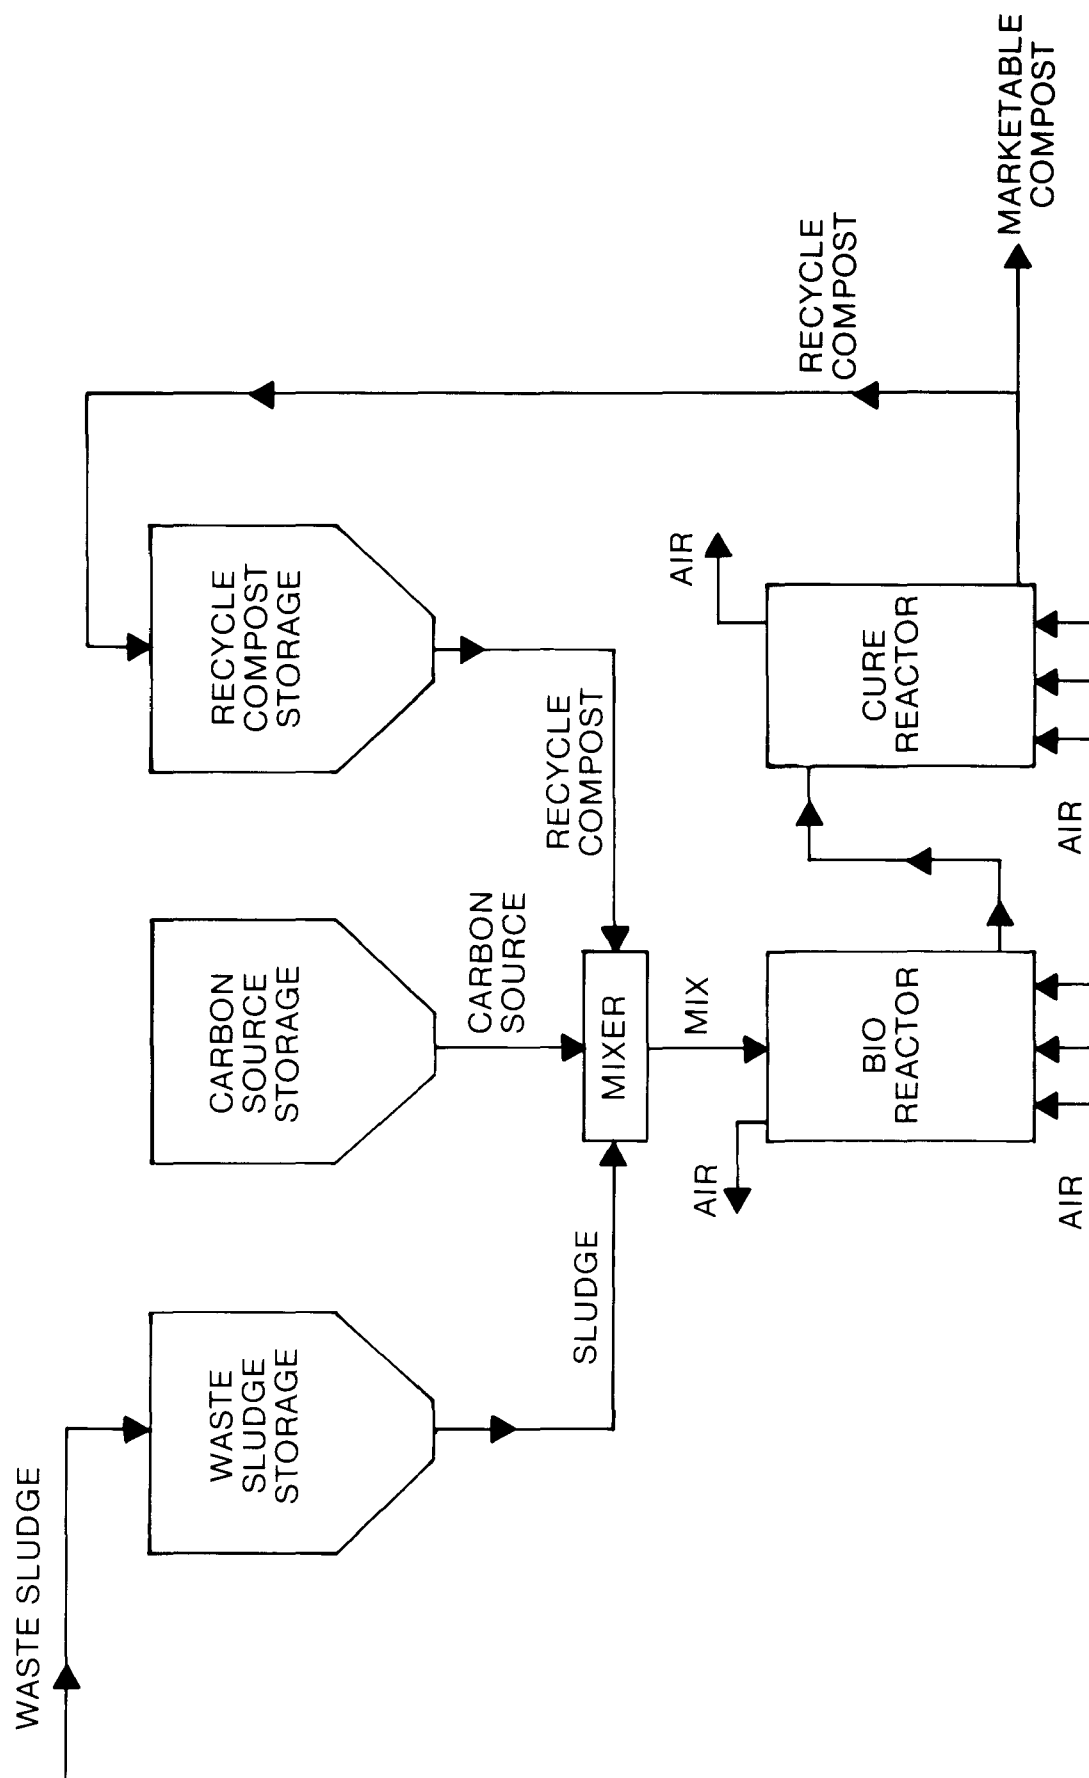 WASTE SLUDGE
WASTE
SLUDGE
STORAGE
CARBON
SOURCE
STORAGE
RECYCLE
COMPOST
STORAGE
SLUDGE
CARBON
SOURCE
RECYCLE
COMPOST
MIXER
MIX
AIR
BIO
REACTOR
AIR
AIR
CURE
REACTOR
AIR
RECYCLE
COMPOST
MARKETABLE
COMPOST